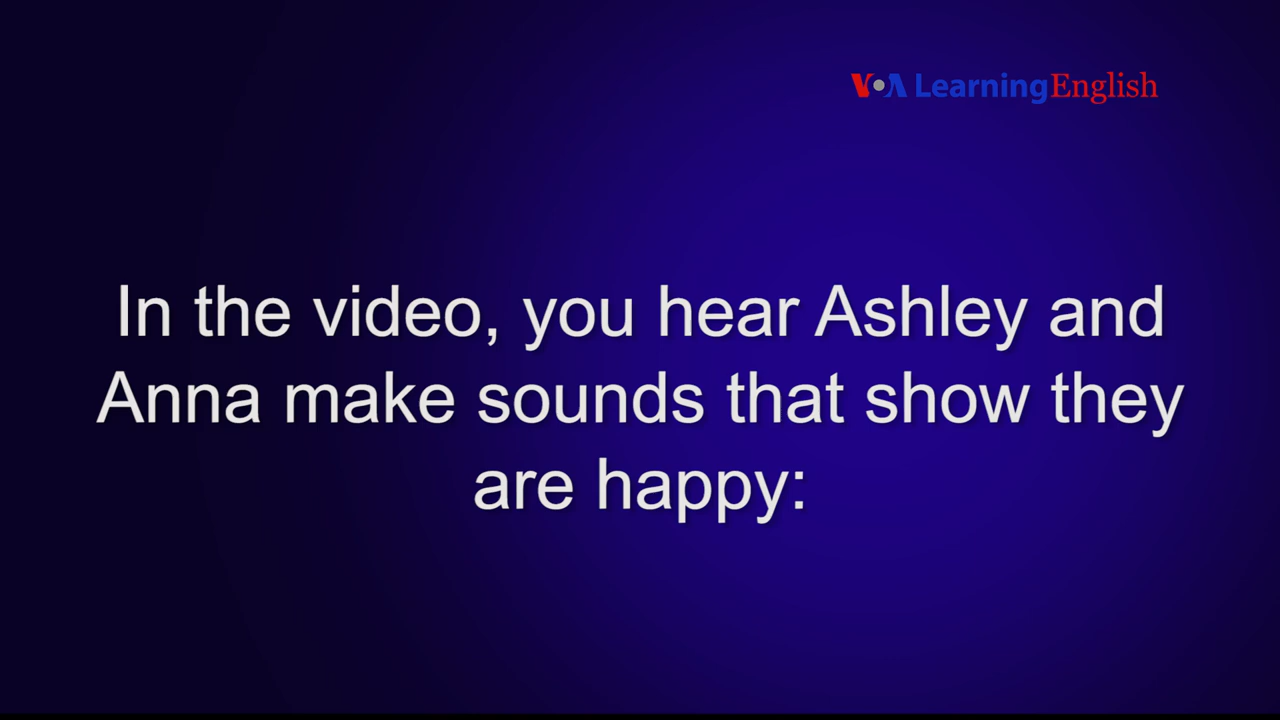 VOA Learning English
In the video, you hear Ashley and
Anna make sounds that show they
are happy: